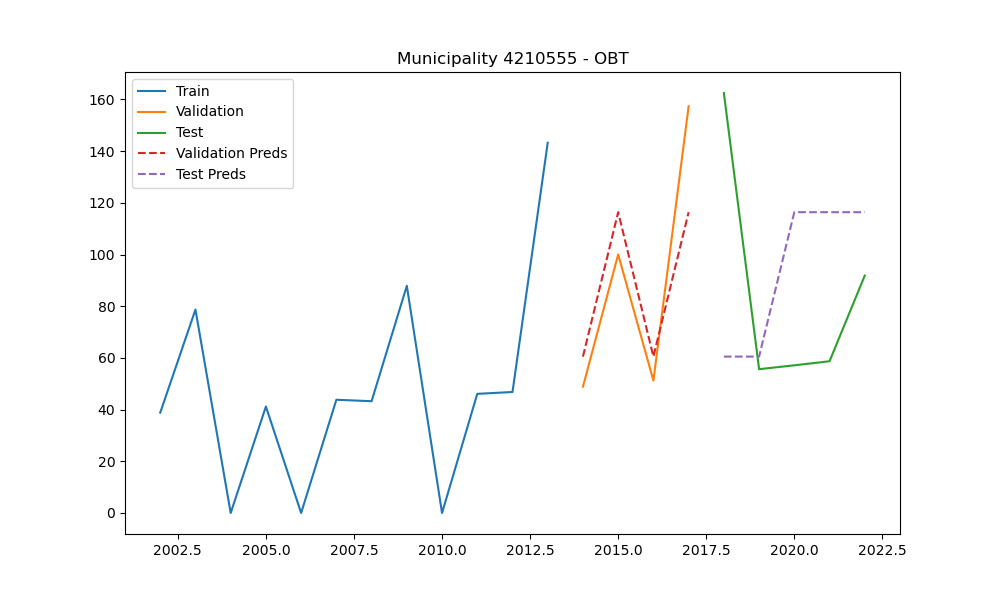 Municipality 4210555 - OBT
Train
Validation
Test
Validation Preds
Test Preds
160
140
120
100
80
60
40
20
0
2002.5 2005.0 2007.5 2010.0 2012.5 2015.0 2017.5 2020.0 2022.5